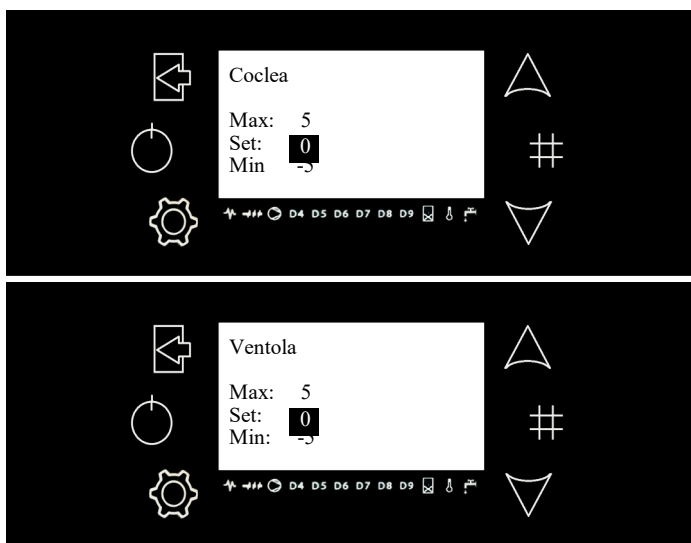 Coclea
Max: 5
Set: 0
Min -5
D4 D5 D6 D7 D8 D9
Ventola
Max: 5
Set: 0
Min: -5
D4 D5 D6 D7 D8 D9